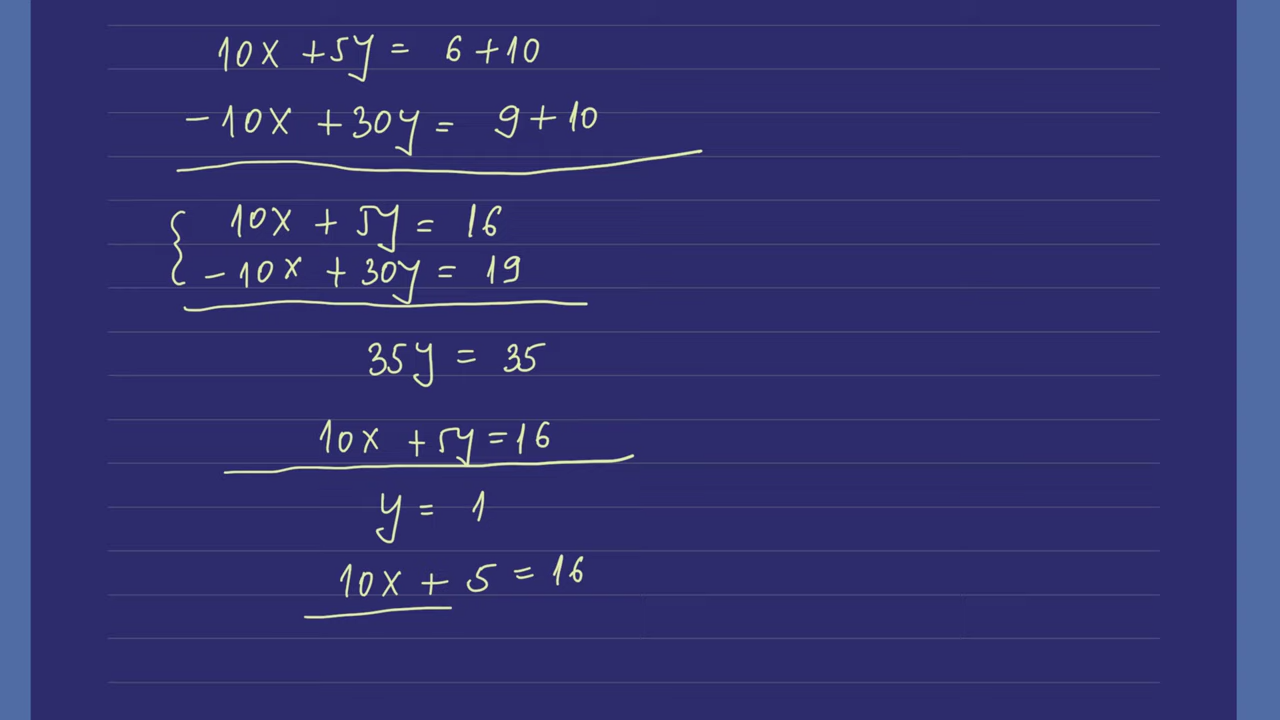 10x + 5y = 6 + 10
- 10x + 30y = 9 + 10
{ 10x + 5y = 16
- 10x + 30y = 19
35y = 35
10x + 5y = 16
y = 1
10x + 5 = 16